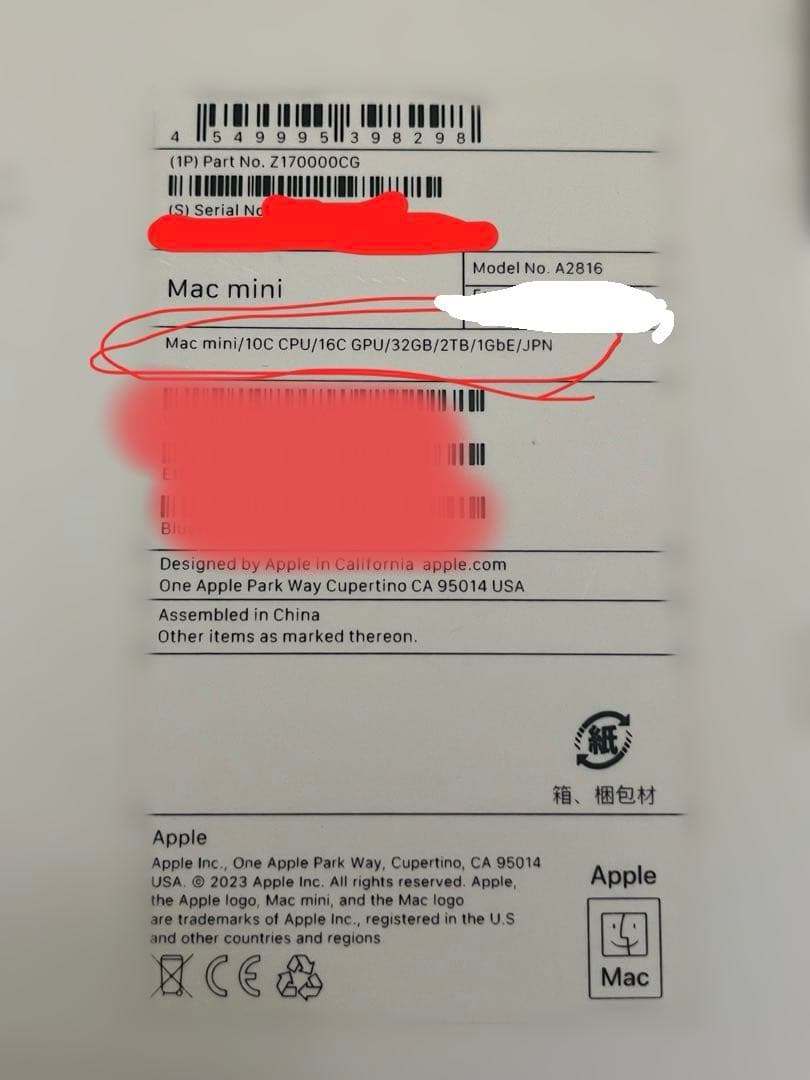 4 549995 398298
(1P) Part No. Z170000CG
(S) Serial No
Mac mini
Model No. A2816
Mac mini/10C CPU/16C GPU/32GB/2TB/1GbE/JPN
Designed by Apple in California apple.com
One Apple Park Way Cupertino CA 95014 USA
Assembled in China
Other items as marked thereon.
紙
箱、梱包材
Apple
Apple Inc., One Apple Park Way, Cupertino, CA 95014
USA. © 2023 Apple Inc. All rights reserved. Apple,
the Apple logo, Mac mini, and the Mac logo
are trademarks of Apple Inc., registered in the U.S
and other countries and regions
CE
Apple
Mac